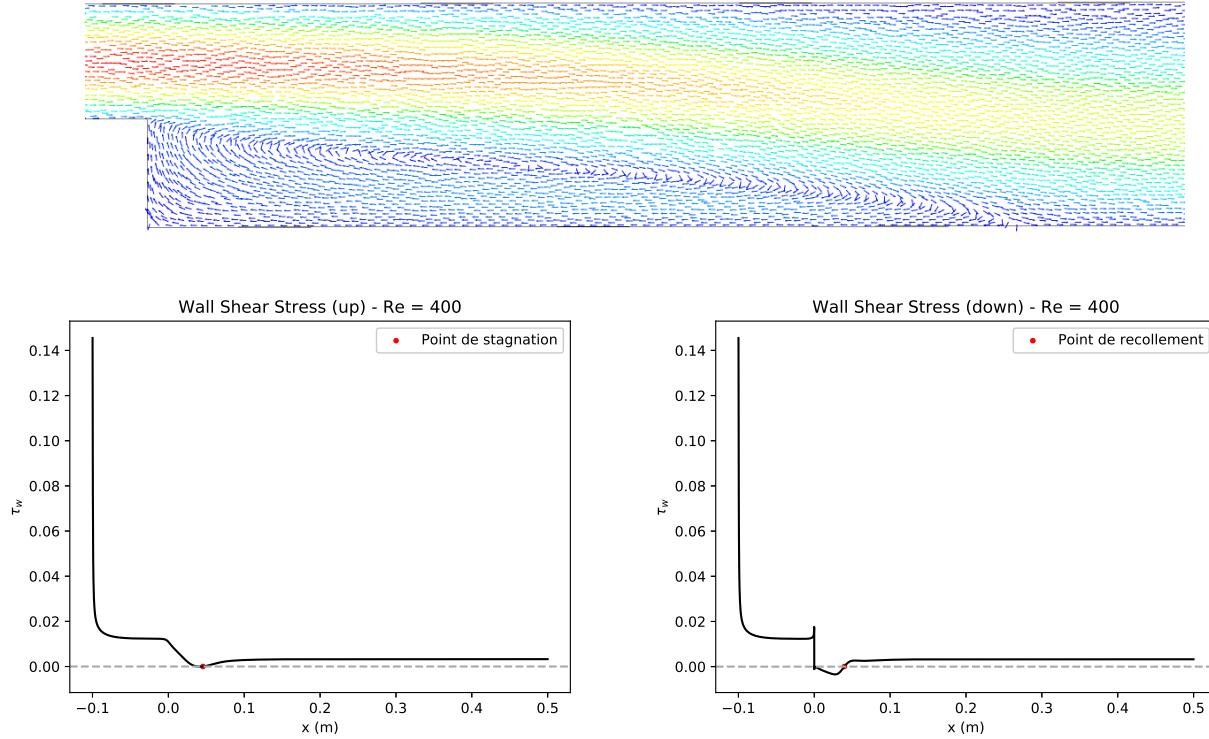 Wall Shear Stress (up) - Re = 400
Point de stagnation
0.14
0.12
0.10
0.08
0.06
0.04
0.02
0.00
τw
−0.1 0.0 0.1 0.2 0.3 0.4 0.5
x (m)
Wall Shear Stress (down) - Re = 400
Point de recollement
0.14
0.12
0.10
0.08
0.06
0.04
0.02
0.00
τw
−0.1 0.0 0.1 0.2 0.3 0.4 0.5
x (m)